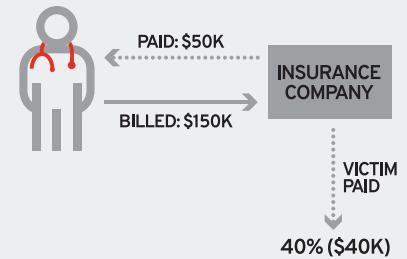 PAID: $50K
INSURANCE
COMPANY
BILLED: $150K
VICTIM
PAID
40% ($40K)